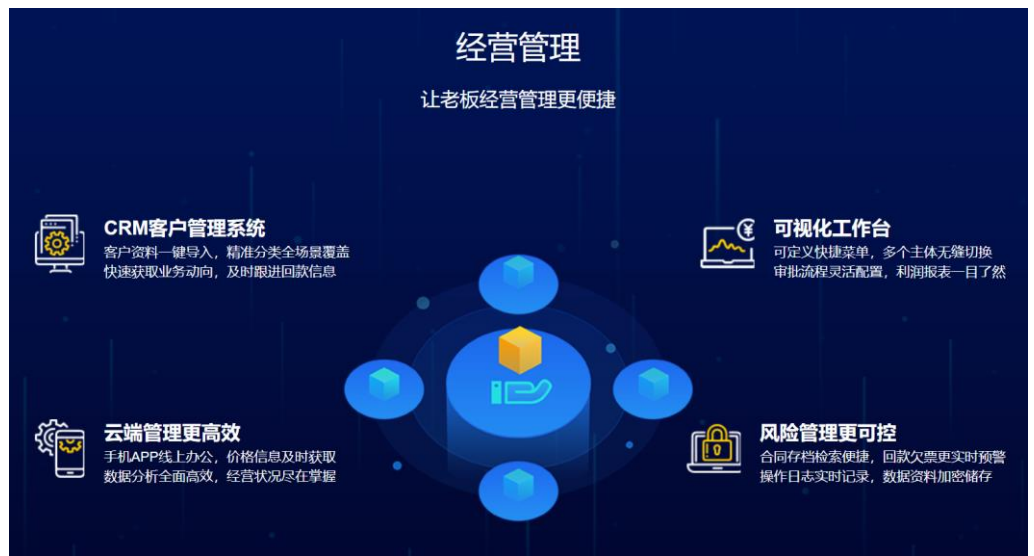 经营管理
让老板经营管理更便捷
CRM客户管理系统
客户资料一键导入，精准分类全场景覆盖
快速获取业务动向，及时跟进回款信息
可视化工作台
可定义快捷菜单，多个主体无缝切换
审批流程灵活配置，利润报表一目了然
云端管理更高效
手机APP线上办公，价格信息及时获取
数据分析全面高效，经营状况尽在掌握
风险管理更可控
合同存档检索便捷，回款欠票更实时预警
操作日志实时记录，数据资料加密储存